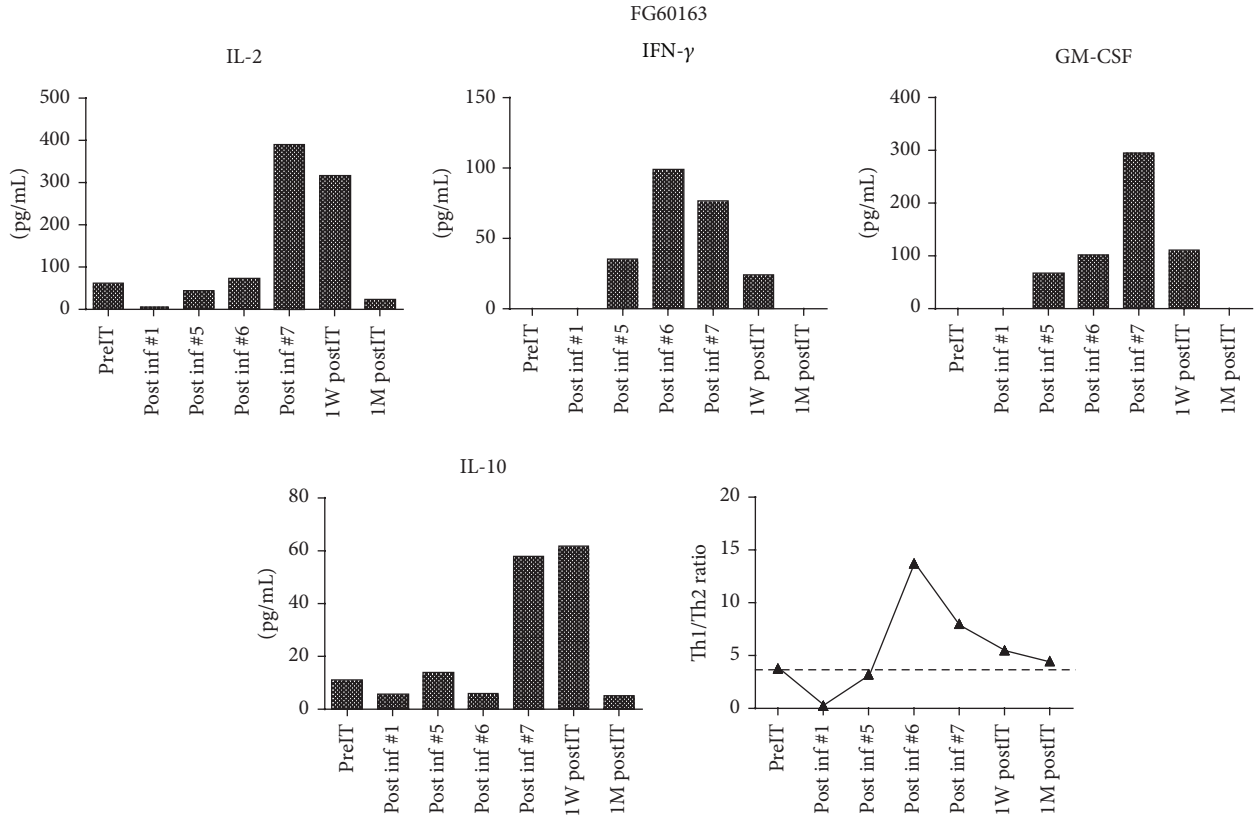 FG60163
IL-2
500
400
300
200
100
0
(pg/mL)
PreIT
Post inf #1
Post inf #5
Post inf #6
Post inf #7
1W postIT
1M postIT
IFN-γ
150
100
50
0
(pg/mL)
PreIT
Post inf #1
Post inf #5
Post inf #6
Post inf #7
1W postIT
1M postIT
GM-CSF
400
300
200
100
0
(pg/mL)
PreIT
Post inf #1
Post inf #5
Post inf #6
Post inf #7
1W postIT
1M postIT
IL-10
80
60
40
20
0
(pg/mL)
PreIT
Post inf #1
Post inf #5
Post inf #6
Post inf #7
1W postIT
1M postIT
20
15
10
5
0
Th1/Th2 ratio
PreIT
Post inf #1
Post inf #5
Post inf #6
Post inf #7
1W postIT
1M postIT